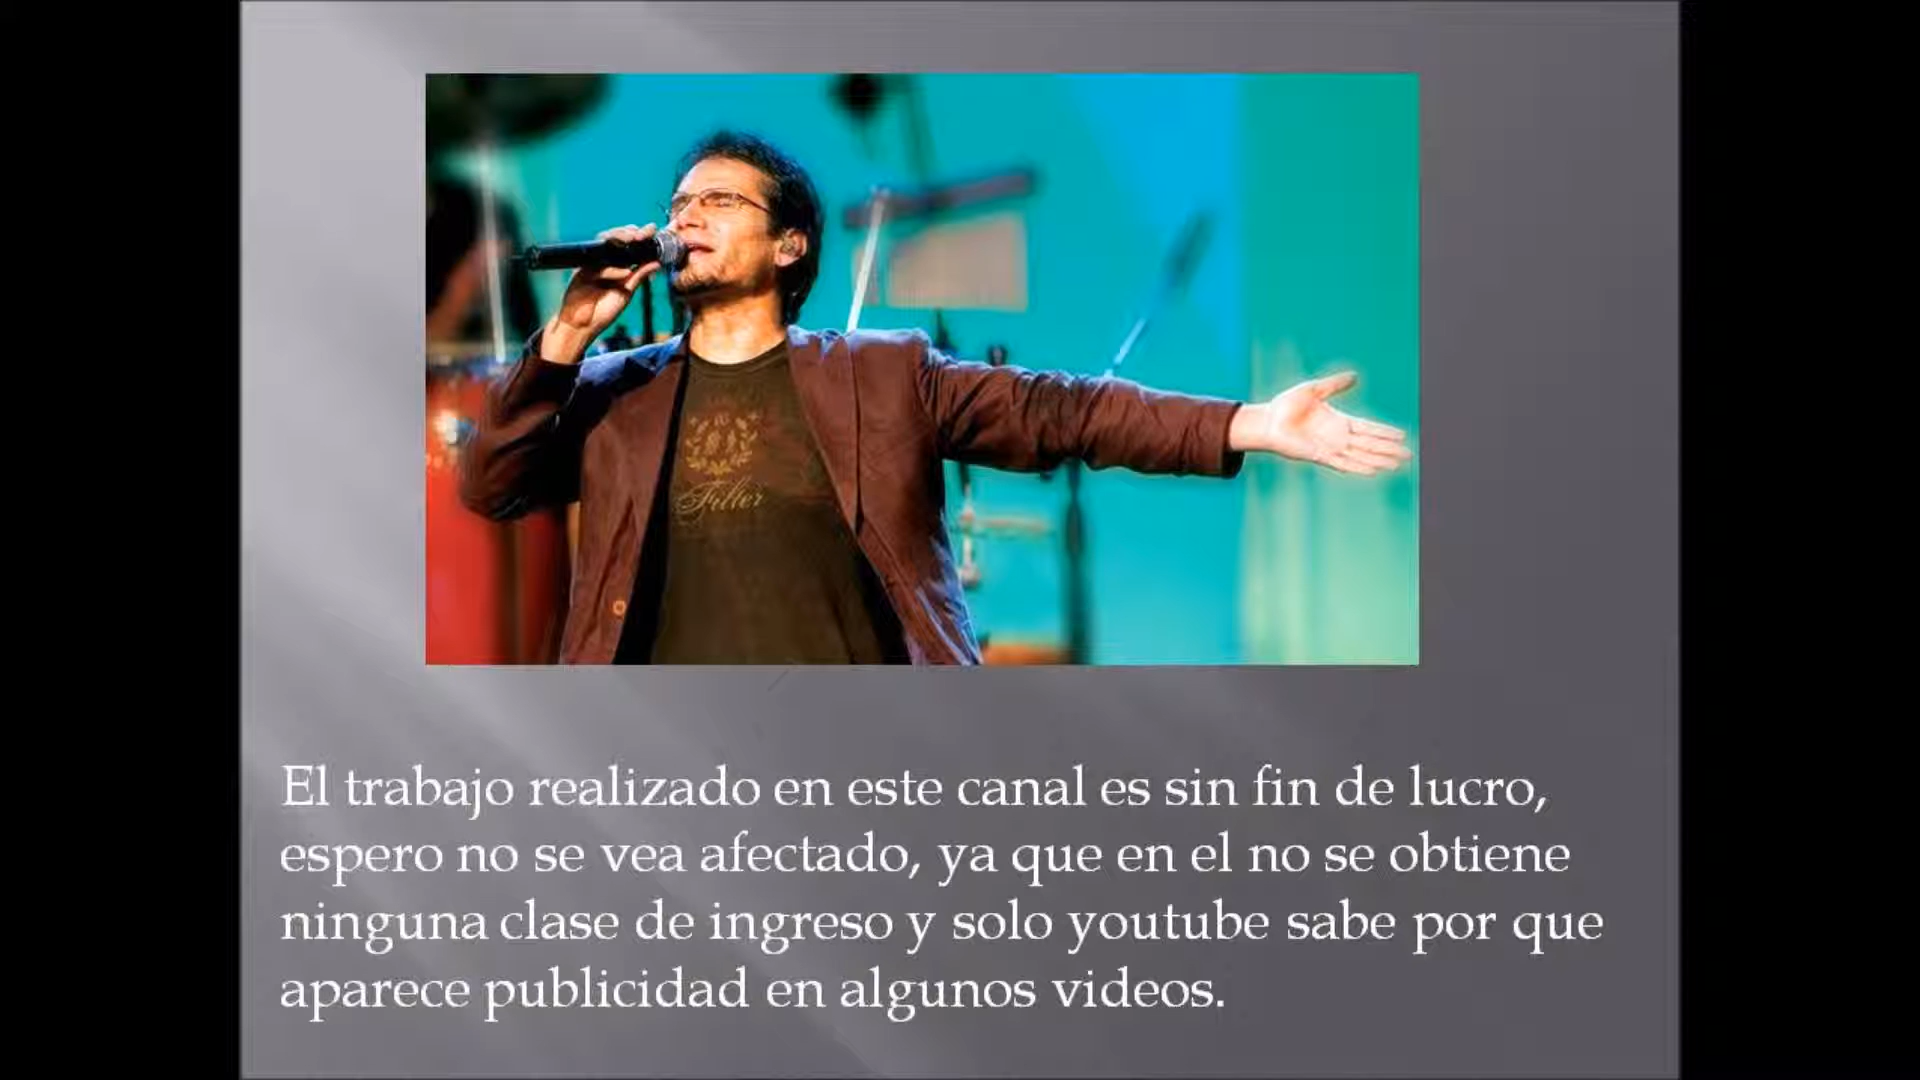 Filter
El trabajo realizado en este canal es sin fin de lucro,
espero no se vea afectado, ya que en el no se obtiene
ninguna clase de ingreso y solo youtube sabe por que
aparece publicidad en algunos videos.